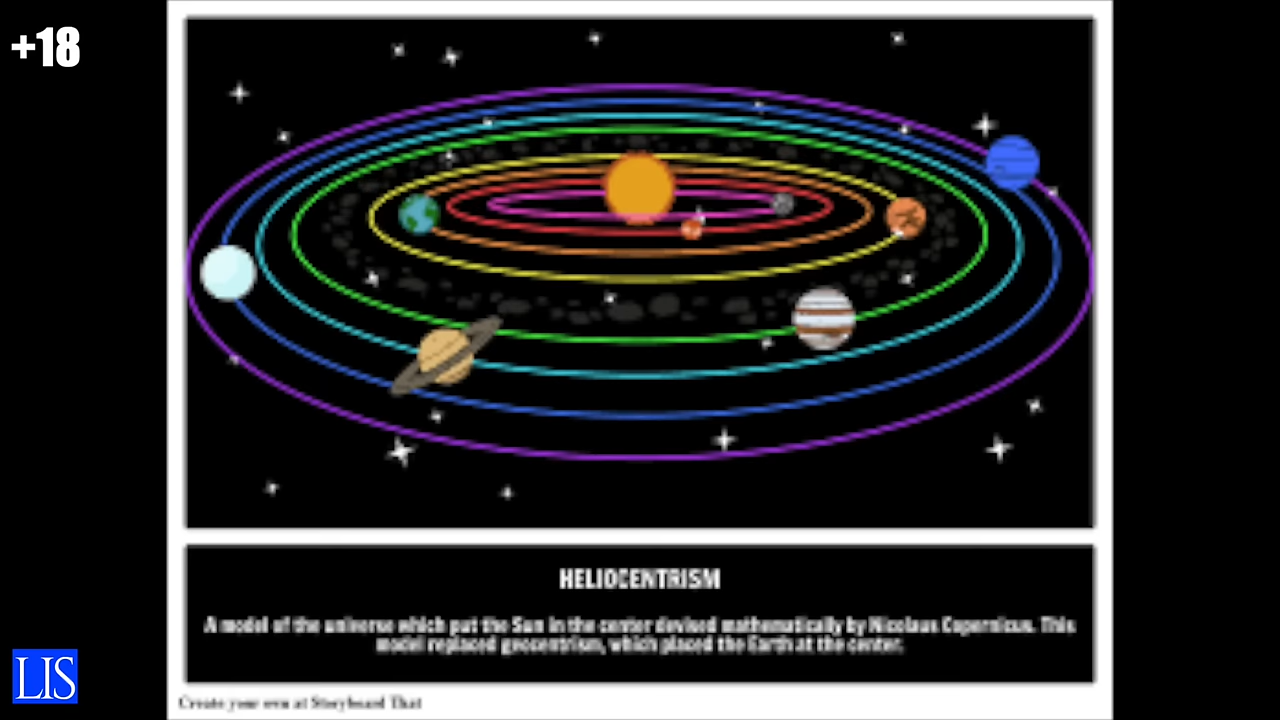 +18
HELIOCENTRISM
A model of the universe which put the Sun in the center devised mathematically by Nicolaus Copernicus. This
model replaced geocentrism, which placed the Earth at the center.
LIS
Create your own at Storyboard That